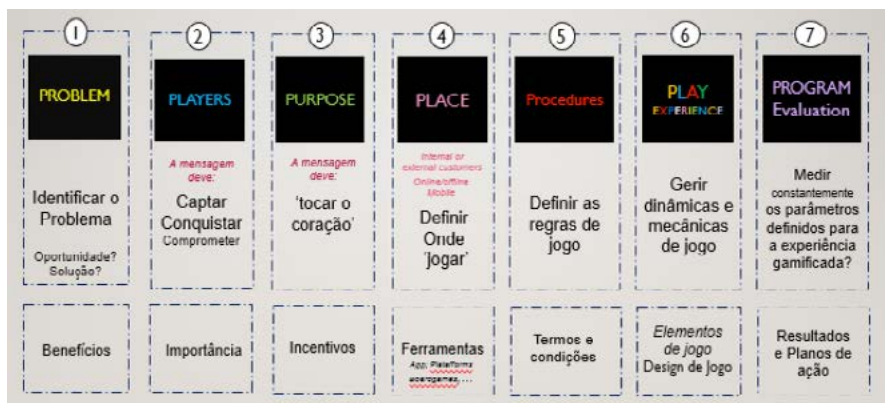 1
PROBLEM
Identificar o
Problema
Oportunidade?
Solução?
Benefícios
2
PLAYERS
A mensagem
deve:
Captar
Conquistar
Comprometer
Importância
3
PURPOSE
A mensagem
deve:
'tocar o
coração'
Incentivos
4
PLACE
Internal or
external customers
Online/offline
Mobile
Definir
Onde
'jogar'
Ferramentas
App, Plateforms
5
Procedures
Definir as
regras de
jogo
Termos e
condições
6
PLAY
EXPERIENCE
Gerir
dinâmicas e
mecânicas
de jogo
Elementos
de jogo
Design de Jogo
7
PROGRAM
Evaluation
Medir
constantemente
os parâmetros
definidos para
a experiência
gamificada?
Resultados
e Planos de
ação